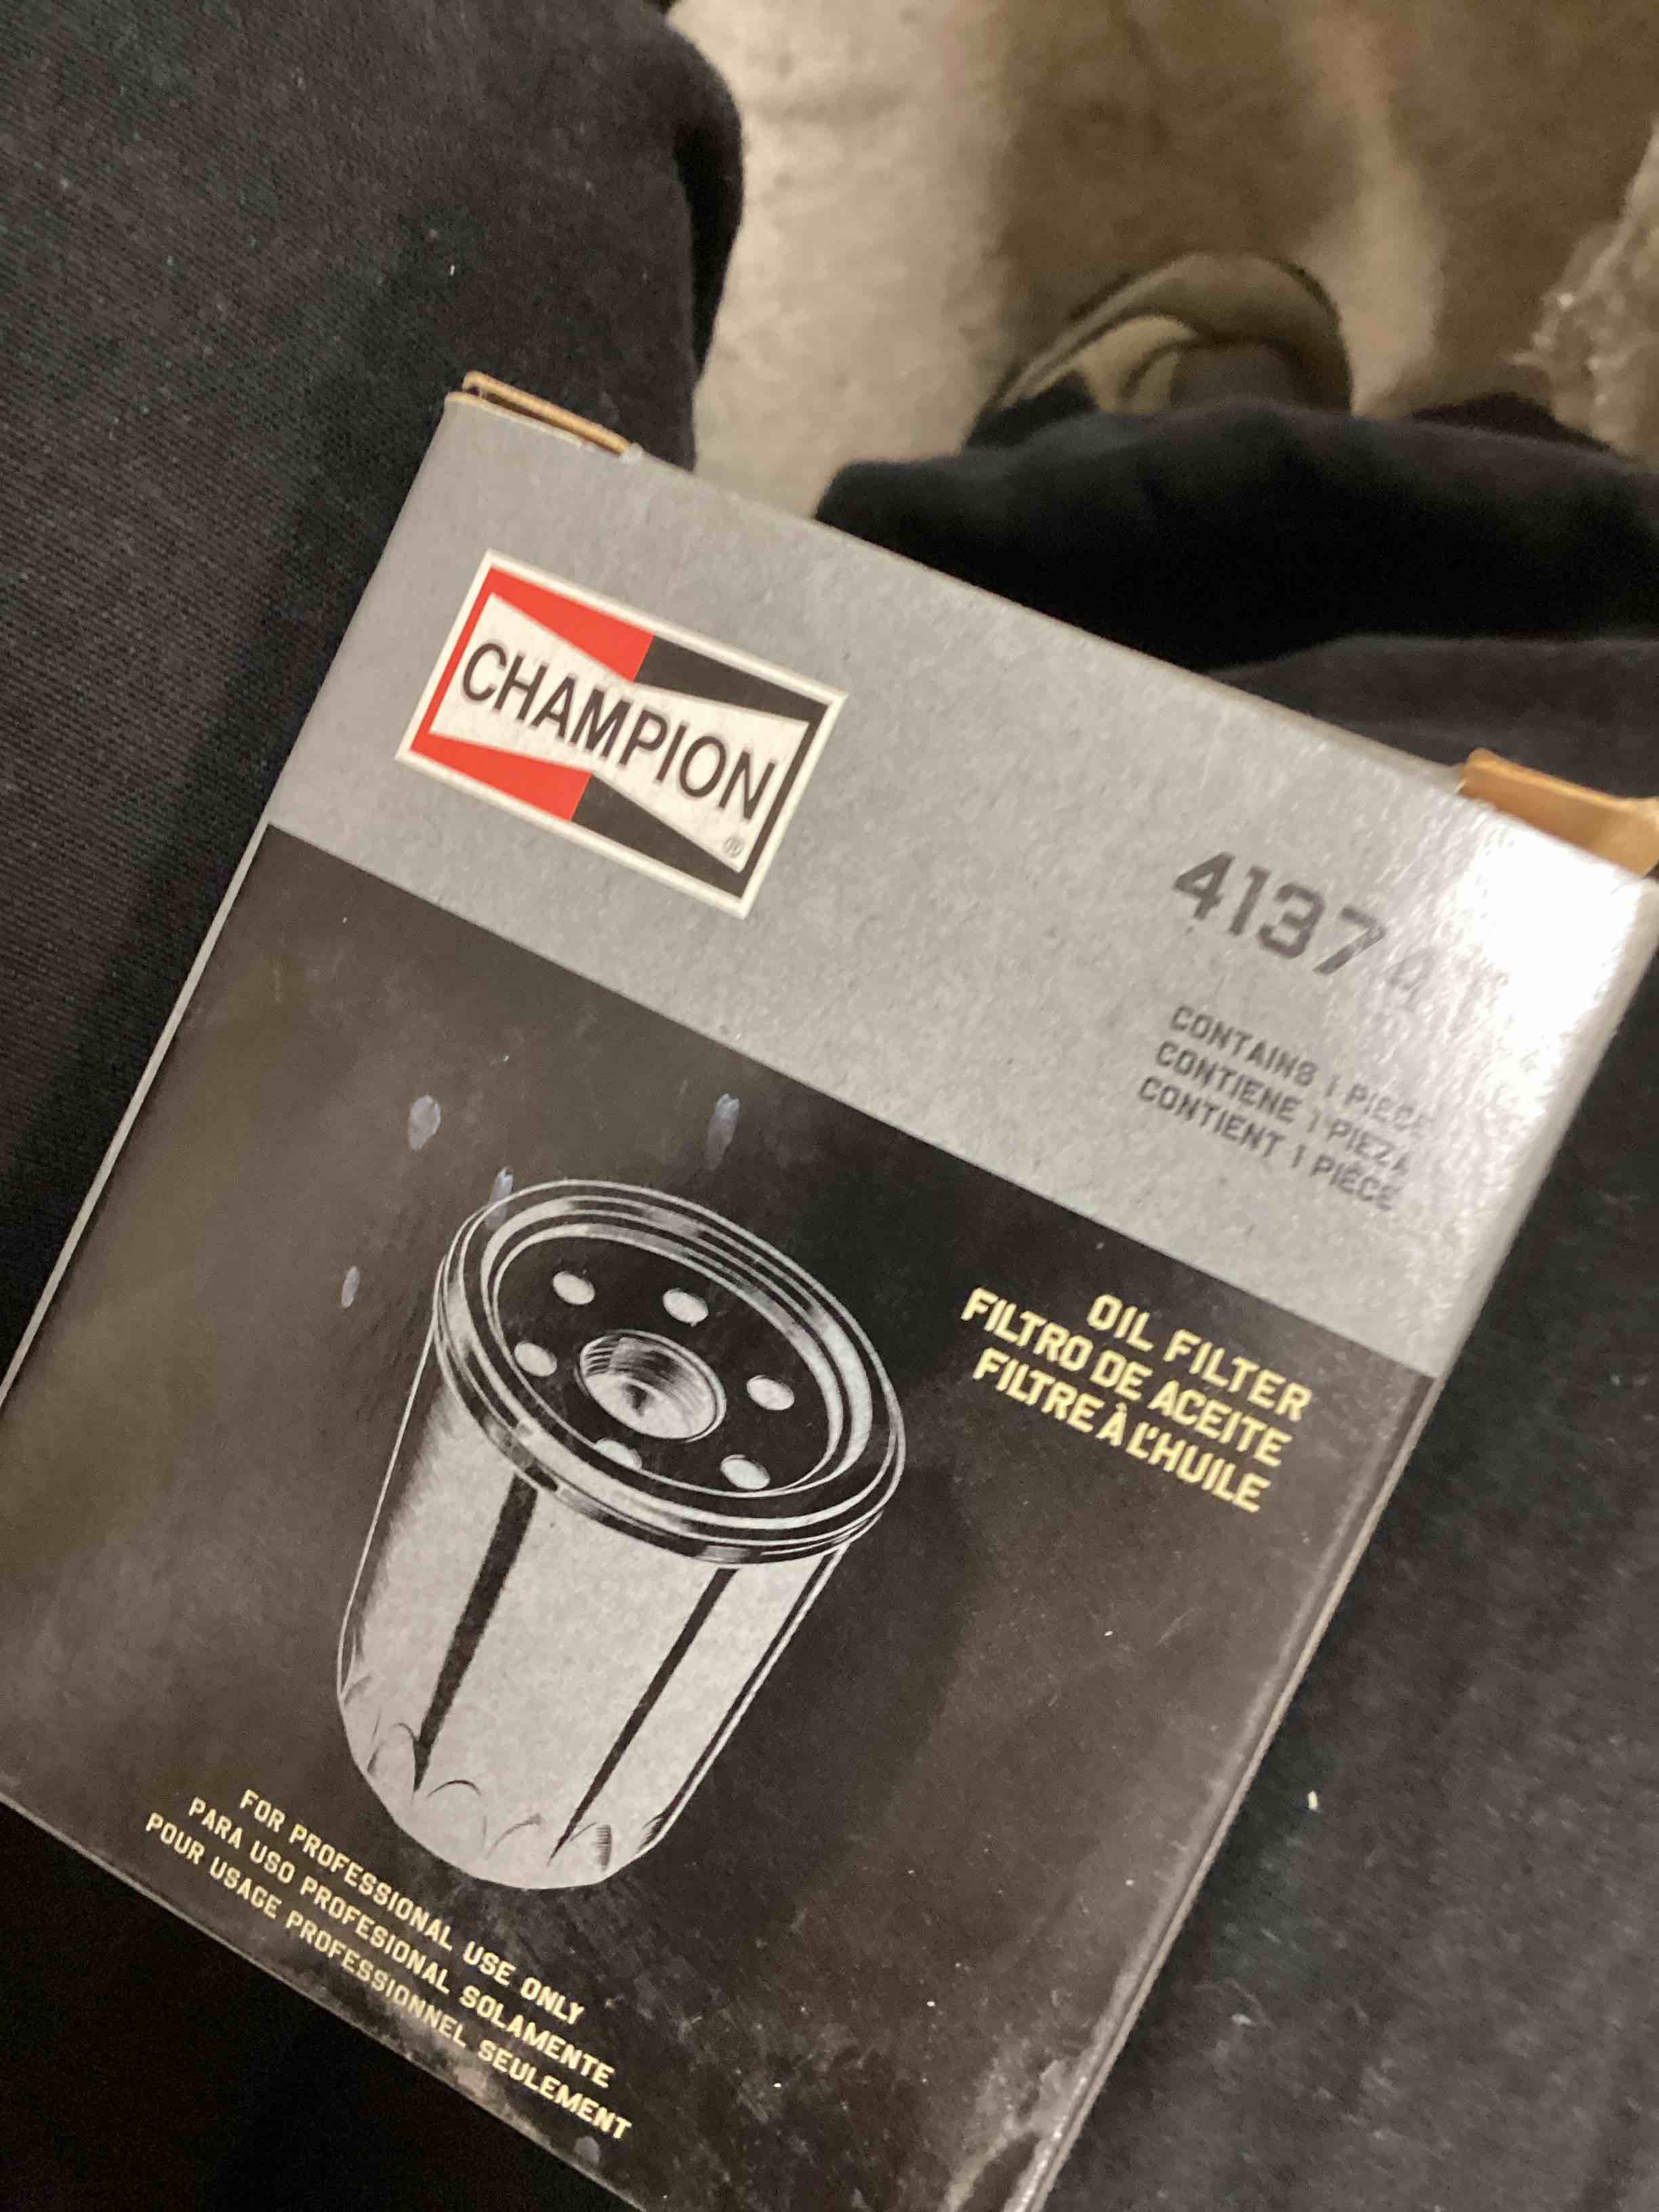 CHAMPION
®
CONTAINS 1 PIECE
CONTIENE 1 PIEZA
CONTIENT 1 PIÈCE
OIL FILTER
FILTRO DE ACEITE
FILTRE À L'HUILE
FOR PROFESSIONAL USE ONLY
PARA USO PROFESIONAL SOLAMENTE
POUR USAGE PROFESSIONNEL SEULEMENT